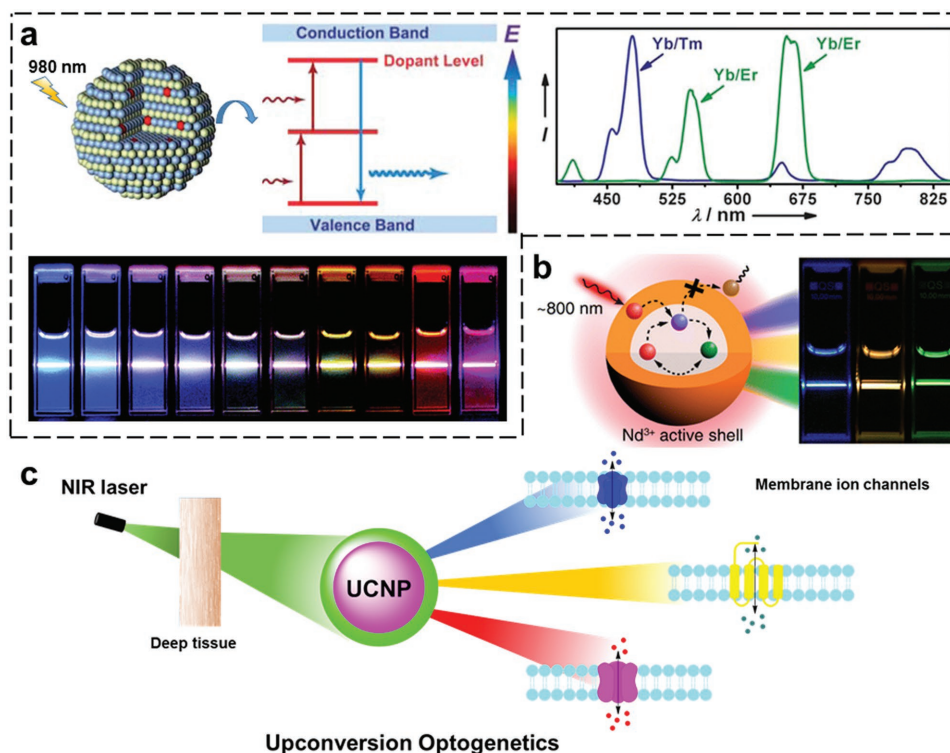 a
980 nm
Conduction Band
Dopant Level
Valence Band
E
I
Yb/Tm
Yb/Er
Yb/Er
450 525 600 675 750 825
λ / nm
b
~800 nm
Nd³⁺ active shell
c
NIR laser
Deep tissue
UCNP
Membrane ion channels
Upconversion Optogenetics